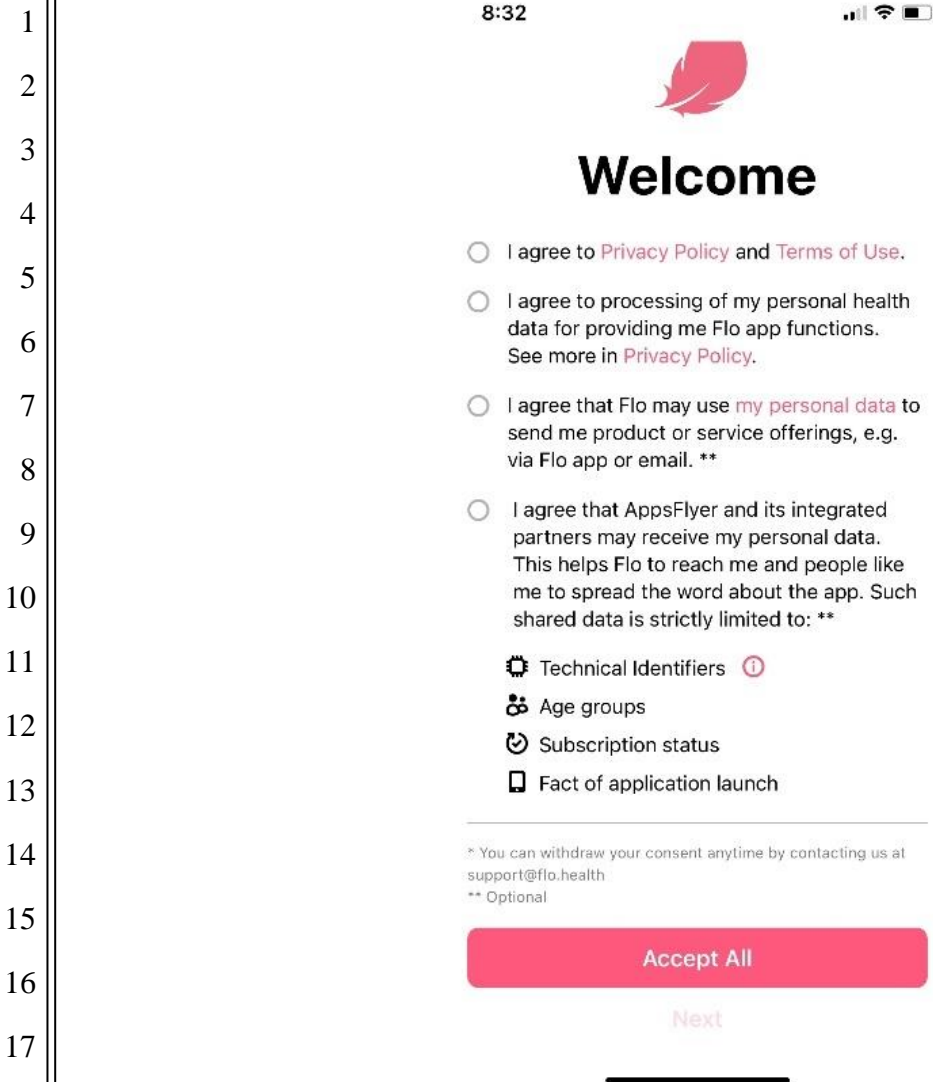 1
2
3
4
5
6
7
8
9
10
11
12
13
14
15
16
17
8:32
Welcome
I agree to Privacy Policy and Terms of Use.
I agree to processing of my personal health
data for providing me Flo app functions.
See more in Privacy Policy.
I agree that Flo may use my personal data to
send me product or service offerings, e.g.
via Flo app or email. **
I agree that AppsFlyer and its integrated
partners may receive my personal data.
This helps Flo to reach me and people like
me to spread the word about the app. Such
shared data is strictly limited to: **
Technical Identifiers
Age groups
Subscription status
Fact of application launch
* You can withdraw your consent anytime by contacting us at
support@flo.health
** Optional
Accept All
Next